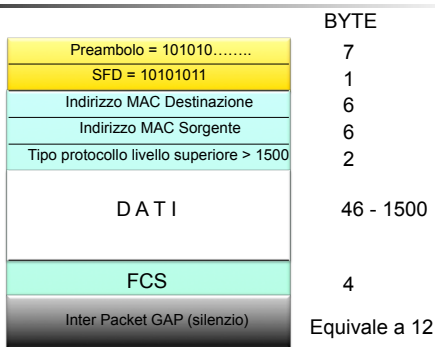 BYTE
Preambolo = 101010........ 7
SFD = 10101011 1
Indirizzo MAC Destinazione 6
Indirizzo MAC Sorgente 6
Tipo protocollo livello superiore > 1500 2
D A T I 46 - 1500
FCS 4
Inter Packet GAP (silenzio) Equivale a 12